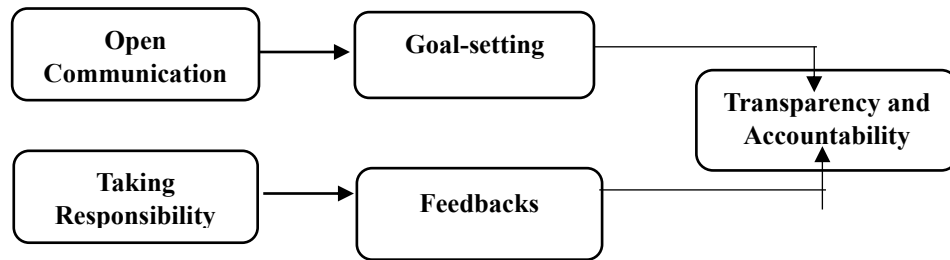 Open
Communication
Goal-setting
Transparency and
Accountability
Taking
Responsibility
Feedbacks